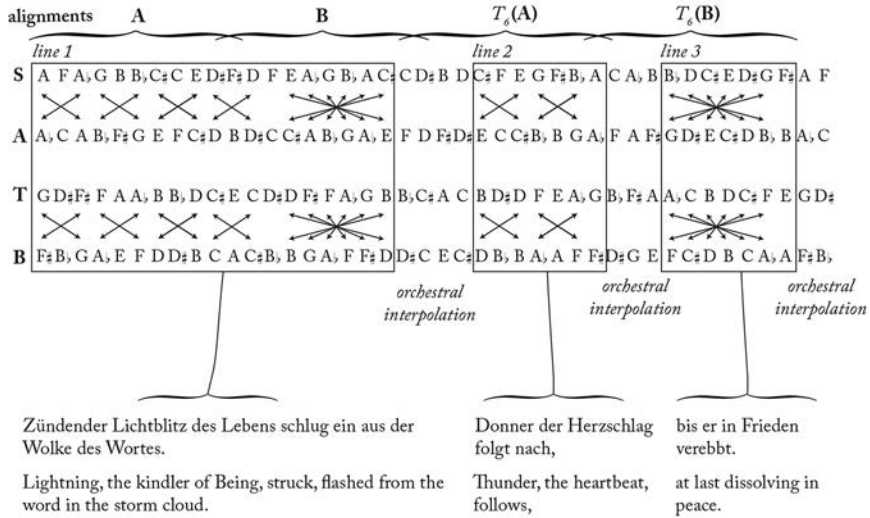 alignments A B T₆(A) T₆(B)
line 1 line 2 line 3
S A F A♭G B B♭C♯C E D♯F♯D F E A♭G B♭A C♯C D♯B D C♯F E G F♯B♭A C A♭B B♭D C♯E D♯G F♯A F
A A♭C A B♭F♯G E F C♯D B D♯C C♯A B♭G A♭E F D F♯D♯E C C♯B♭B G A♭F A F♯G D♯E C♯D B♭B A♭C
T G D♯F♯F A A♭B B♭D C♯E C D♯D F♯F A♭G B B♭C♯A C B D♯D F E A♭G B♭F♯A A♭C B D C♯F E G D♯
B F♯B♭G A♭E F D D♯B C A C♯B♭B G A♭F F♯D D♯C E C♯D B♭B A♭A F F♯D♯G E F C♯D B C A♭A F♯B♭
orchestral
interpolation
orchestral
interpolation
orchestral
interpolation
Zündender Lichtblitz des Lebens schlug ein aus der
Wolke des Wortes.
Lightning, the kindler of Being, struck, flashed from the
word in the storm cloud.
Donner der Herzschlag
folgt nach,
Thunder, the heartbeat,
follows,
bis er in Frieden
verebbt.
at last dissolving in
peace.